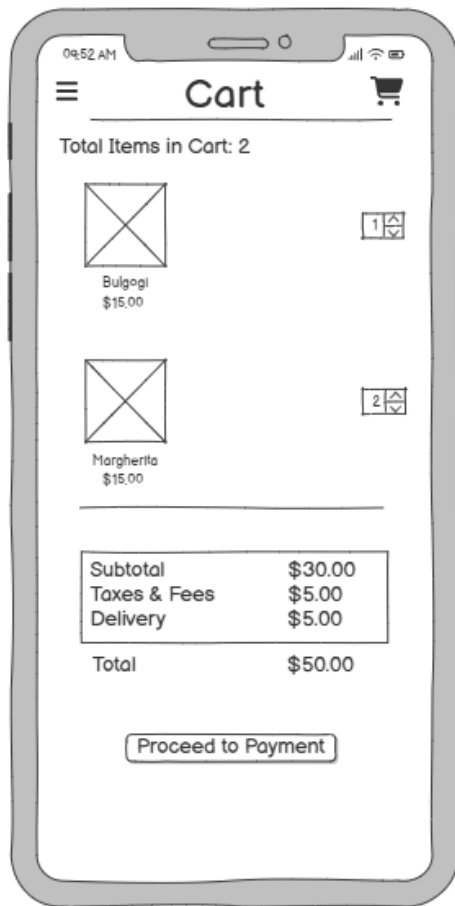 09:52 AM
Cart
Total Items in Cart: 2
1
Bulgogi
$15.00
2
Margherita
$15.00
Subtotal $30.00
Taxes & Fees $5.00
Delivery $5.00
Total $50.00
Proceed to Payment